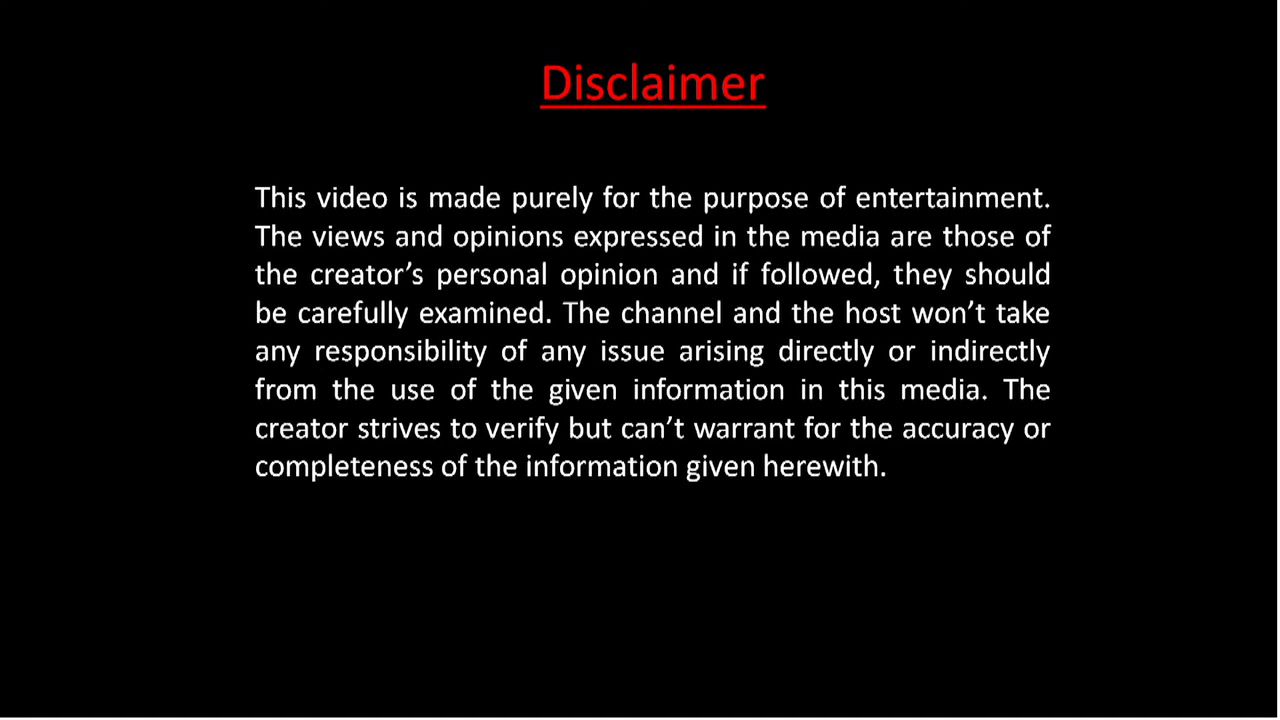 Disclaimer
This video is made purely for the purpose of entertainment.
The views and opinions expressed in the media are those of
the creator’s personal opinion and if followed, they should
be carefully examined. The channel and the host won’t take
any responsibility of any issue arising directly or indirectly
from the use of the given information in this media. The
creator strives to verify but can’t warrant for the accuracy or
completeness of the information given herewith.